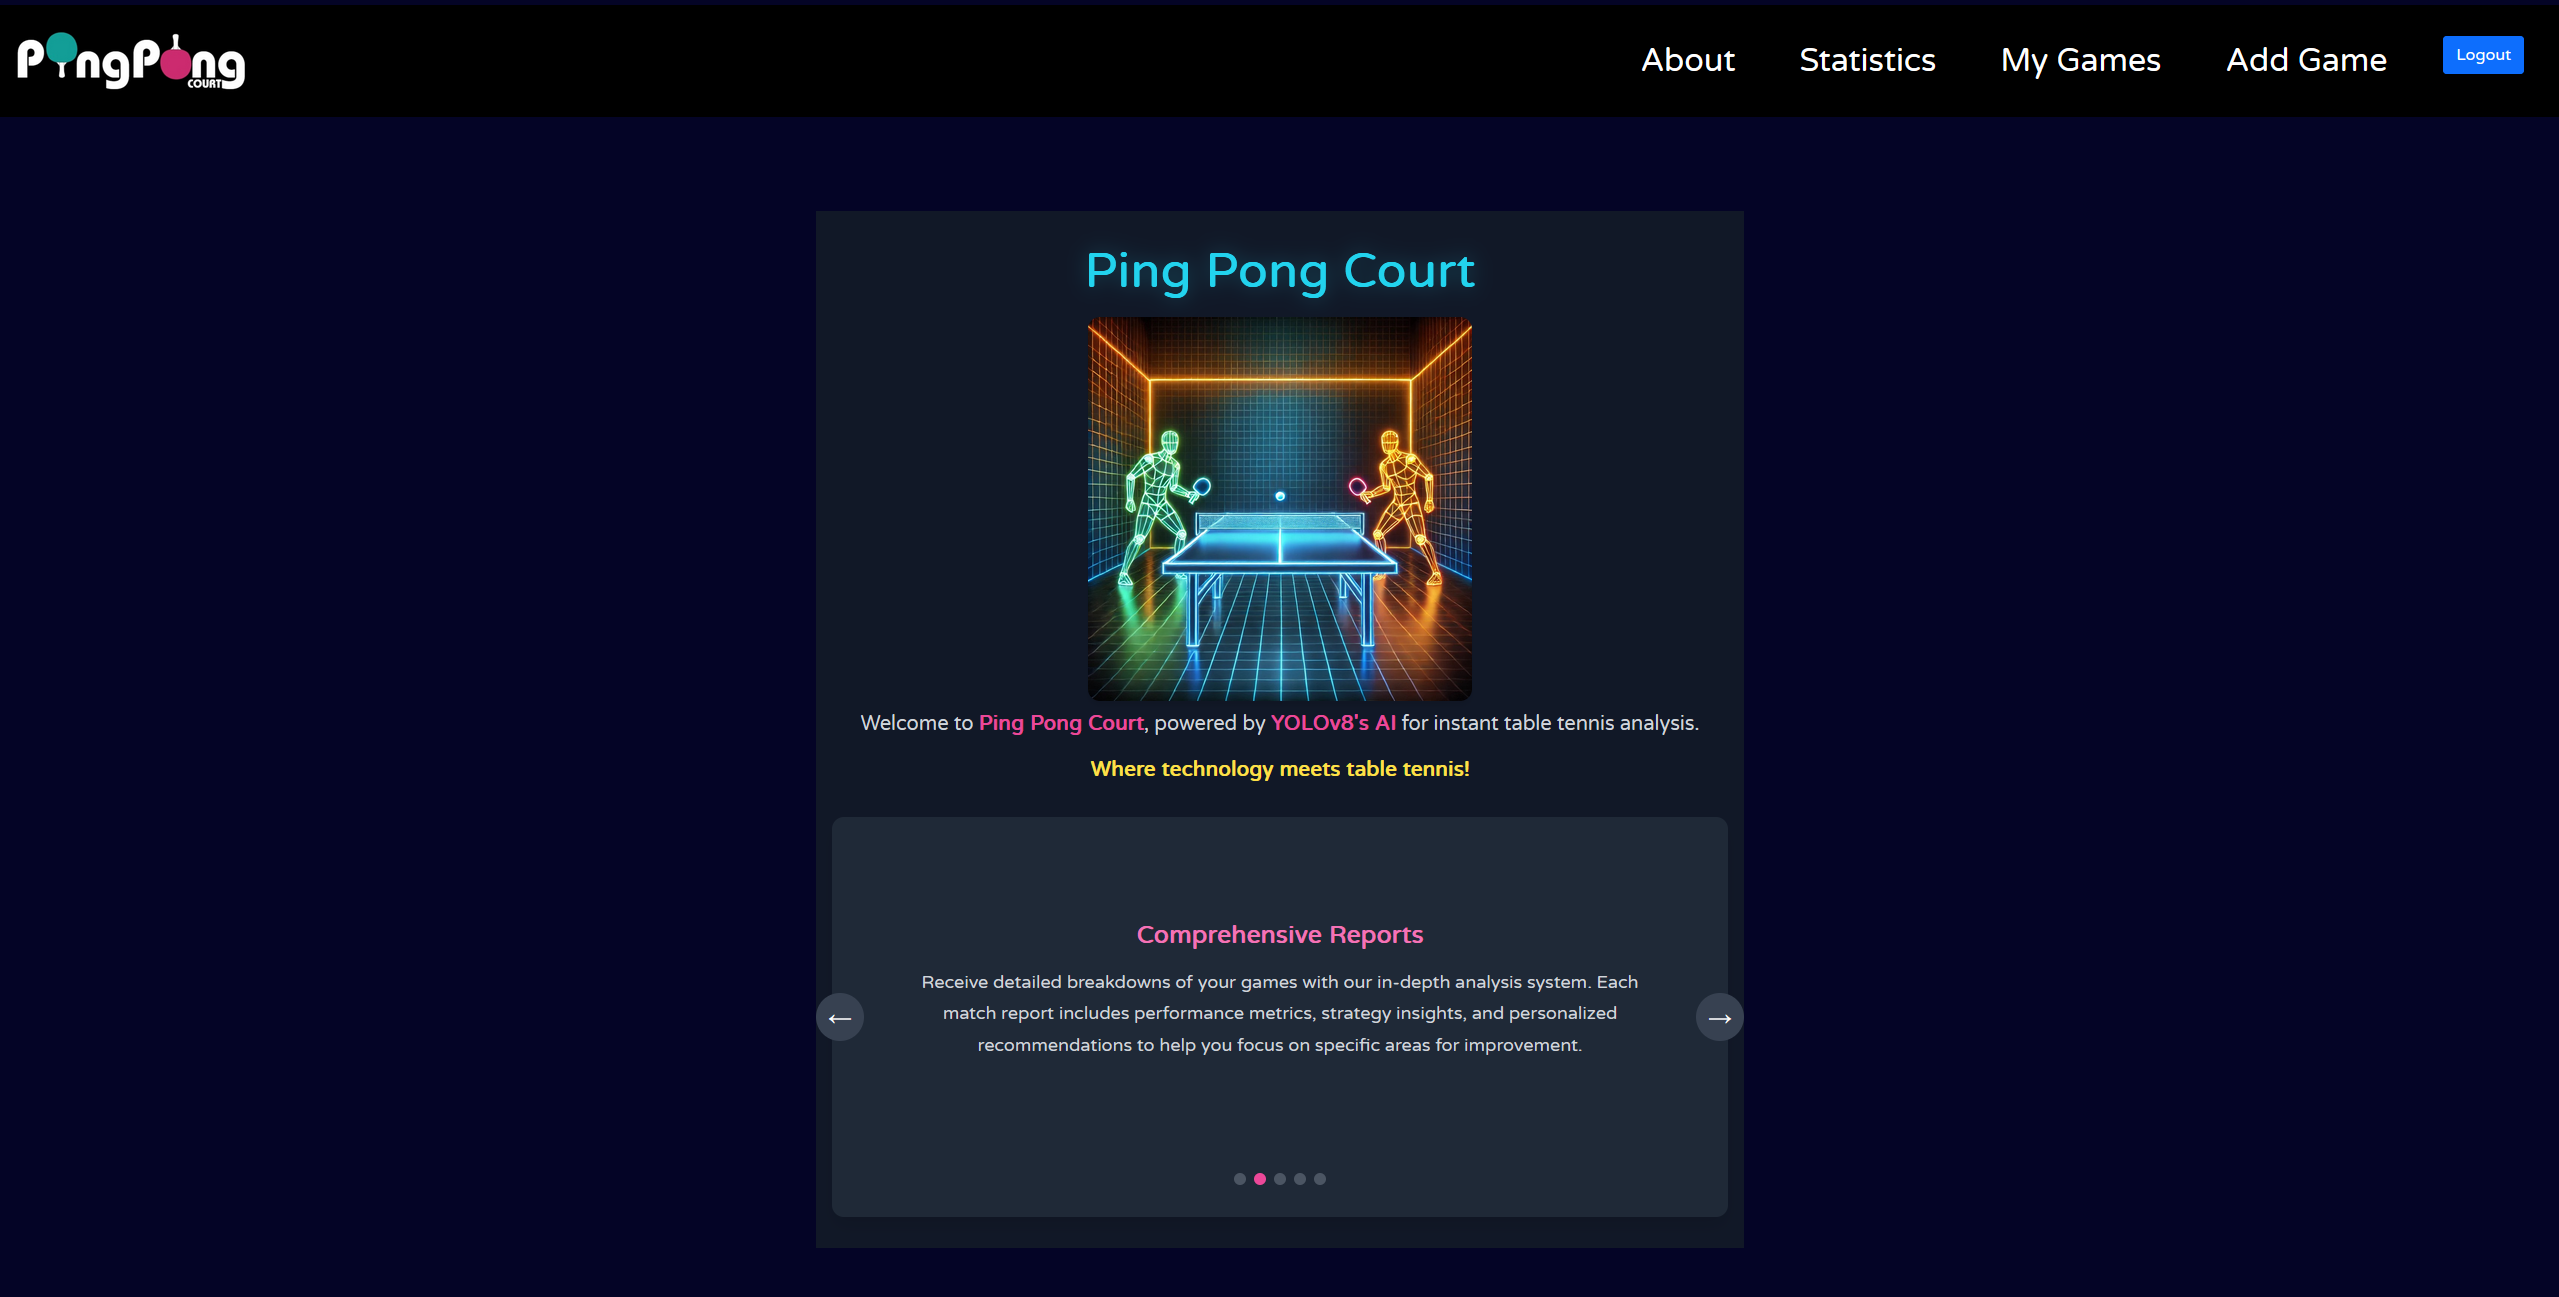 PingPong
COURT
About
Statistics
My Games
Add Game
Logout
Ping Pong Court
Welcome to Ping Pong Court, powered by YOLOv8's AI for instant table tennis analysis.
Where technology meets table tennis!
Comprehensive Reports
Receive detailed breakdowns of your games with our in-depth analysis system. Each
match report includes performance metrics, strategy insights, and personalized
recommendations to help you focus on specific areas for improvement.
← →